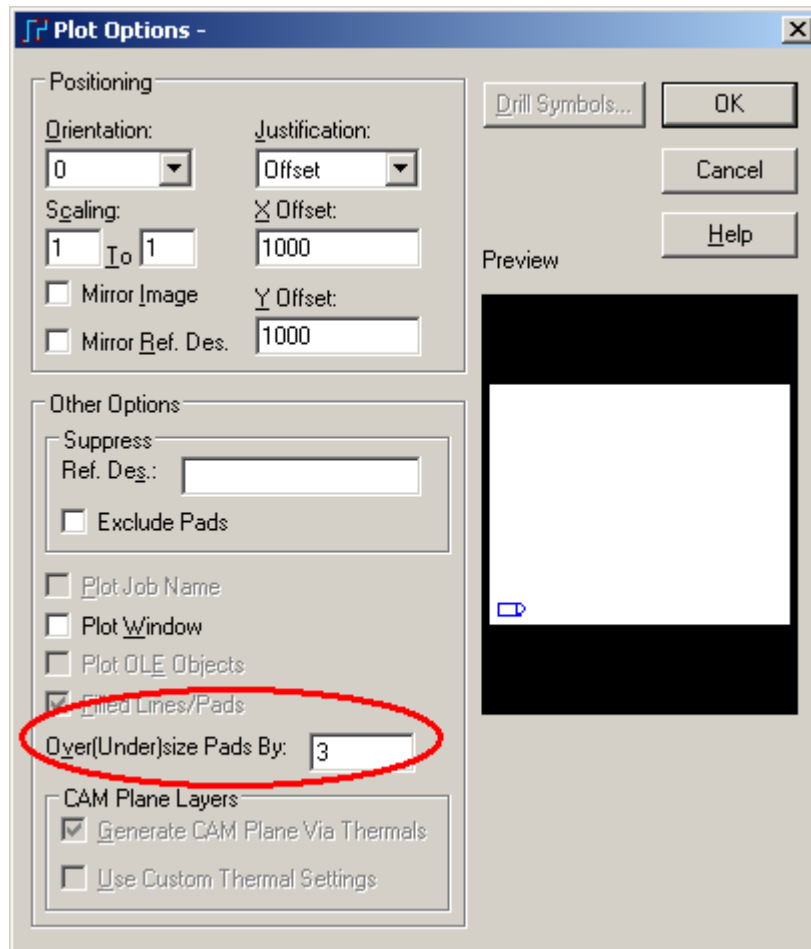 Plot Options -
Positioning
Orientation: Justification:
0 Offset
Scaling: X Offset:
1 To 1 1000
Mirror Image Y Offset:
Mirror Ref. Des. 1000
Drill Symbols... OK
Cancel
Help
Preview
Other Options
Suppress
Ref. Des.:
Exclude Pads
Plot Job Name
Plot Window
Plot OLE Objects
Filled Lines/Pads
Over(Under)size Pads By: 3
CAM Plane Layers
Generate CAM Plane Via Thermals
Use Custom Thermal Settings